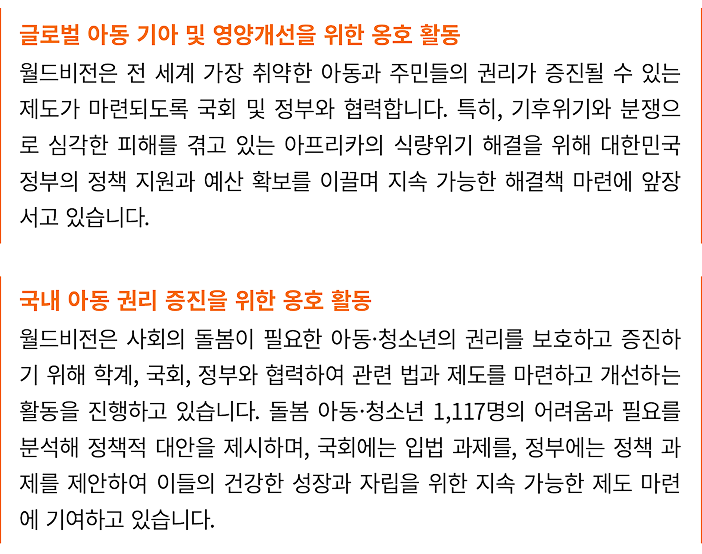 글로벌 아동 기아 및 영양개선을 위한 옹호 활동
월드비전은 전 세계 가장 취약한 아동과 주민들의 권리가 증진될 수 있는
제도가 마련되도록 국회 및 정부와 협력합니다. 특히, 기후위기와 분쟁으
로 심각한 피해를 겪고 있는 아프리카의 식량위기 해결을 위해 대한민국
정부의 정책 지원과 예산 확보를 이끌며 지속 가능한 해결책 마련에 앞장
서고 있습니다.
국내 아동 권리 증진을 위한 옹호 활동
월드비전은 사회의 돌봄이 필요한 아동·청소년의 권리를 보호하고 증진하
기 위해 학계, 국회, 정부와 협력하여 관련 법과 제도를 마련하고 개선하는
활동을 진행하고 있습니다. 돌봄 아동·청소년 1,117명의 어려움과 필요를
분석해 정책적 대안을 제시하며, 국회에는 입법 과제를, 정부에는 정책 과
제를 제안하여 이들의 건강한 성장과 자립을 위한 지속 가능한 제도 마련
에 기여하고 있습니다.